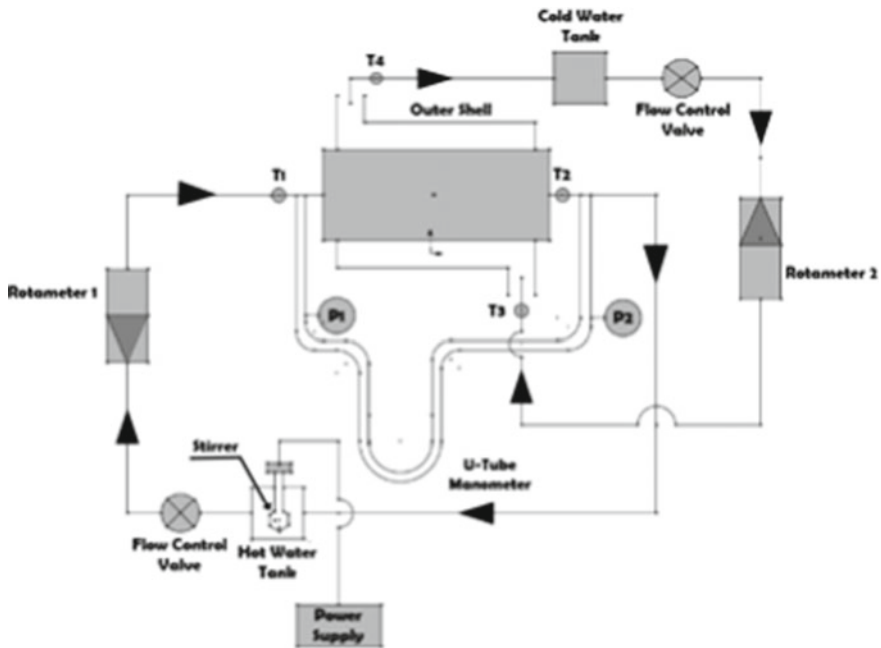 Cold Water
Tank
T4
Outer Shell
Flow Control
Valve
T1
T2
Rotameter 1
Rotameter 2
P1
T3
P2
Stirrer
U-Tube
Manometer
Flow Control
Valve
Hot Water
Tank
Power
Supply